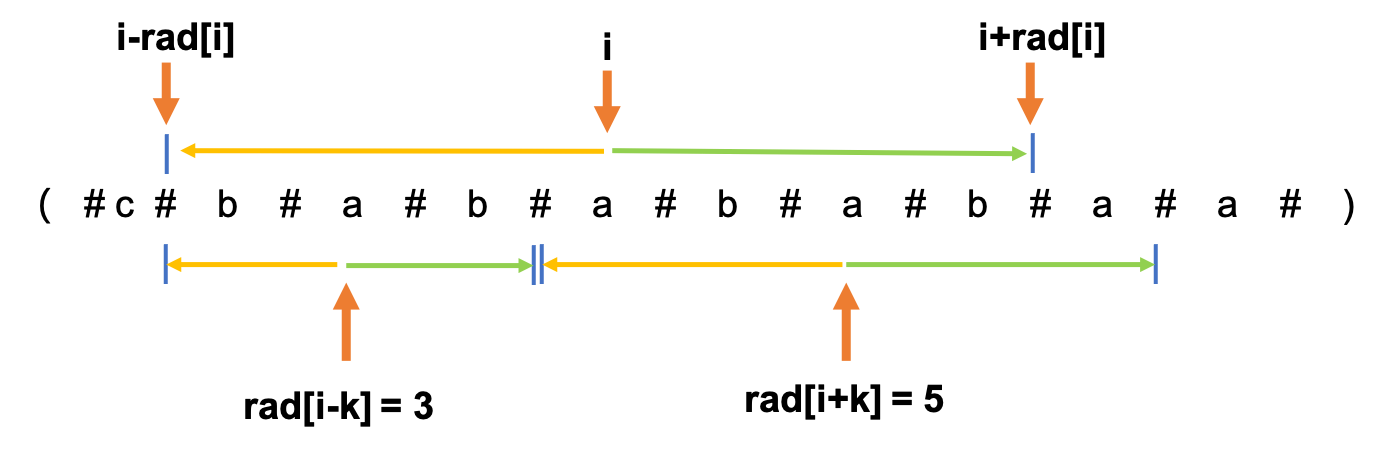 i-rad[i] i i+rad[i]
( # c # b # a # b # a # b # a # b # a # a # )
rad[i-k] = 3 rad[i+k] = 5